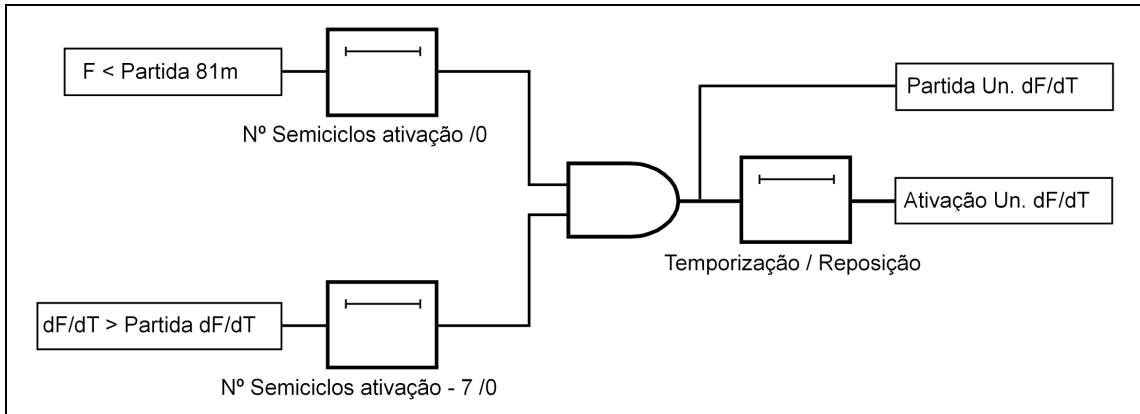 F < Partida 81m
Nº Semiciclos ativação /0
Partida Un. dF/dT
Ativação Un. dF/dT
Temporização / Reposição
dF/dT > Partida dF/dT
Nº Semiciclos ativação - 7 /0